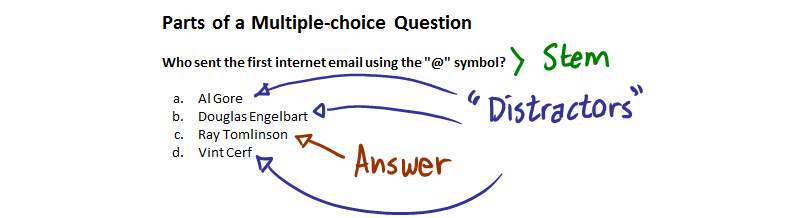 Parts of a Multiple-choice Question
Who sent the first internet email using the "@" symbol? > Stem
a. Al Gore
"Distractors"
b. Douglas Engelbart
c. Ray Tomlinson
d. Vint Cerf
Answer